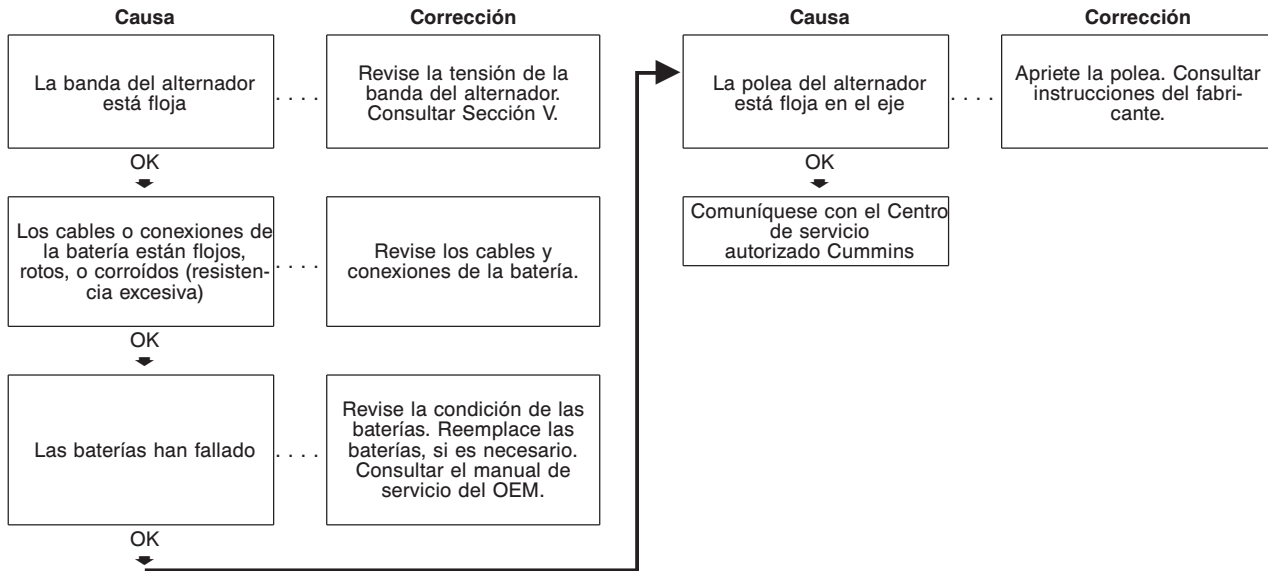 Causa
Corrección
La banda del alternador
está floja
. . . .
Revise la tensión de la
banda del alternador.
Consultar Sección V.
OK
Los cables o conexiones de
la batería están flojos,
rotos, o corroídos (resisten-
cia excesiva)
. . . .
Revise los cables y
conexiones de la batería.
OK
Las baterías han fallado
. . . .
Revise la condición de las
baterías. Reemplace las
baterías, si es necesario.
Consultar el manual de
servicio del OEM.
OK
Causa
Corrección
La polea del alternador
está floja en el eje
. . . .
Apriete la polea. Consultar
instrucciones del fabri-
cante.
OK
Comuníquese con el Centro
de servicio
autorizado Cummins